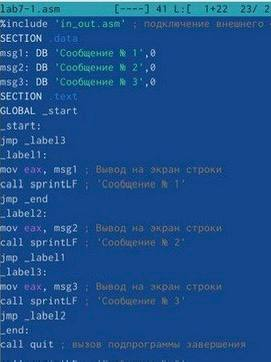 lab7-1.asm [----] 41 L:[ 1+22 23/ 2
%include 'in_out.asm' ; подключение внешнего
SECTION .data
msg1: DB 'Сообщение № 1',0
msg2: DB 'Сообщение № 2',0
msg3: DB 'Сообщение № 3',0
SECTION .text
GLOBAL _start
_start:
jmp _label3
_label1:
mov eax, msg1 ; Вывод на экран строки
call sprintLF ; 'Сообщение № 1'
jmp _end
_label2:
mov eax, msg2 ; Вывод на экран строки
call sprintLF ; 'Сообщение № 2'
jmp _label1
_label3:
mov eax, msg3 ; Вывод на экран строки
call sprintLF ; 'Сообщение № 3'
jmp _label2
_end:
call quit ; вызов подпрограммы завершения